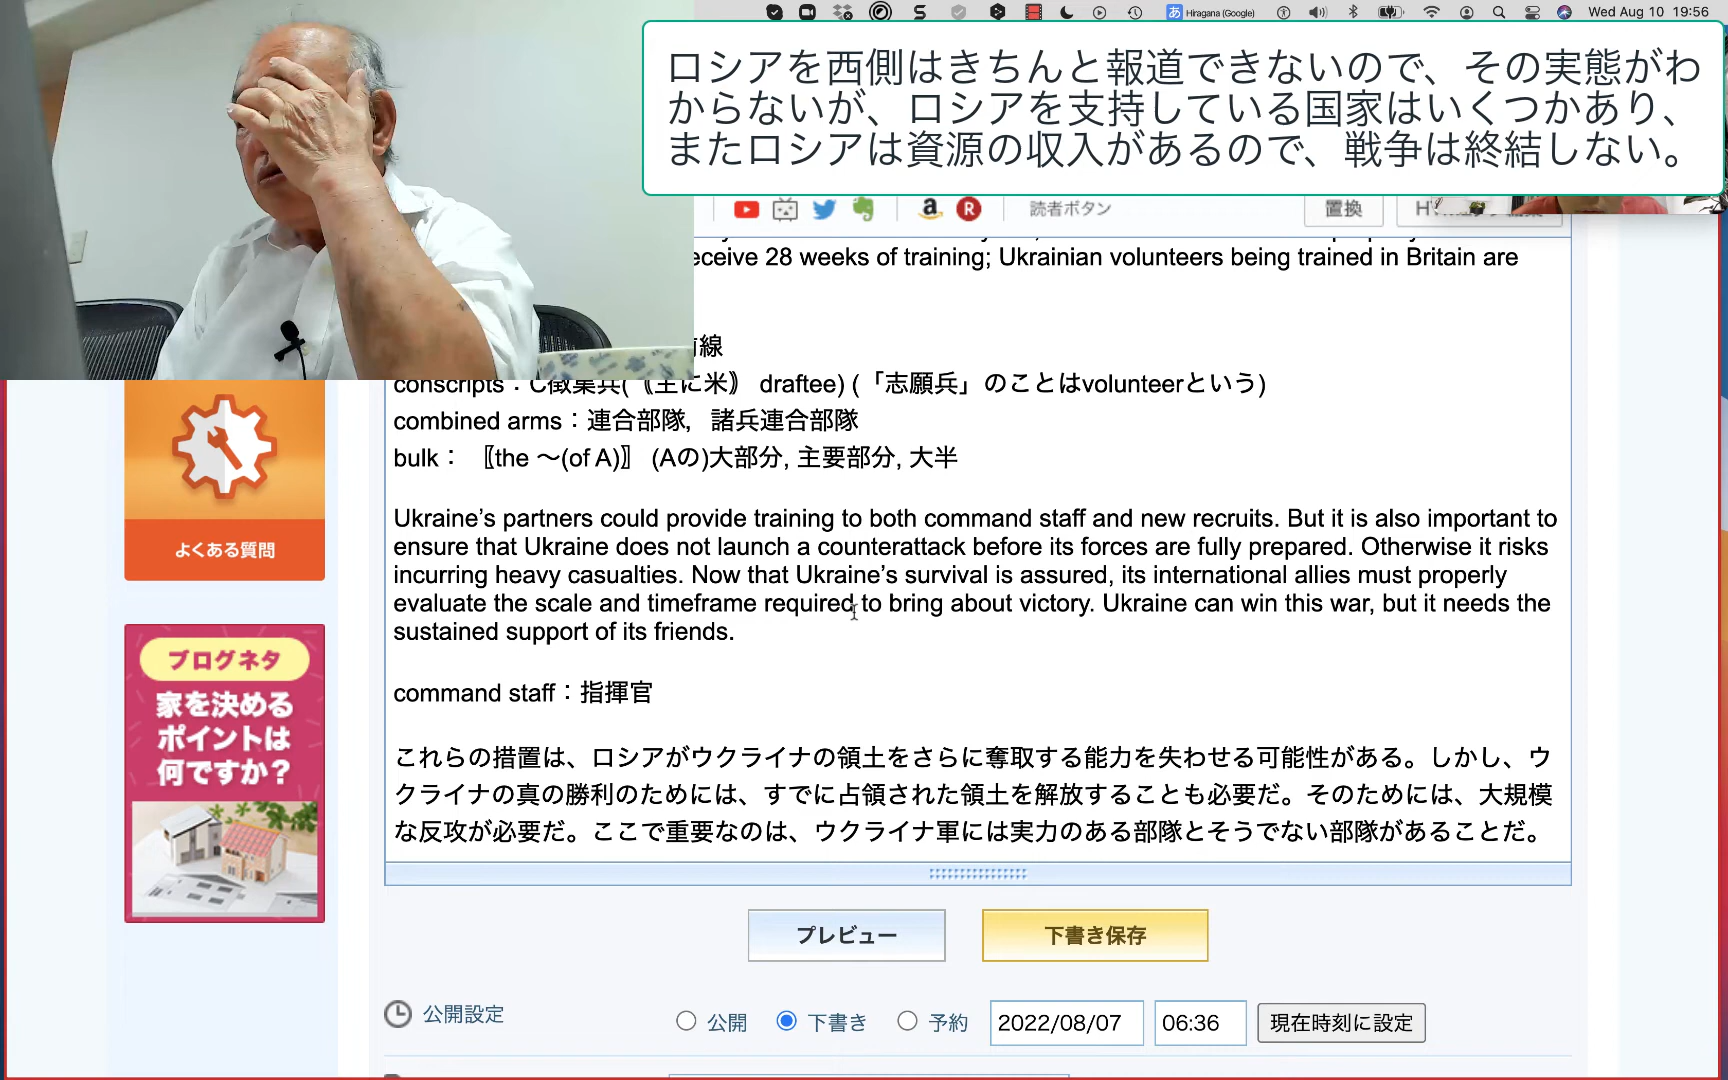 Hiragana (Google)
Wed Aug 10 19:56
ロシアを西側はきちんと報道できないので、その実態がわ
からないが、ロシアを支持している国家はいくつかあり、
またロシアは資源の収入があるので、戦争は終結しない。
読者ボタン
置換
eceive 28 weeks of training; Ukrainian volunteers being trained in Britain are
線
conscripts：C徴集兵(〘主に米〙 draftee) (「志願兵」のことはvolunteerという)
combined arms：連合部隊，諸兵連合部隊
bulk： 〖the 〜(of A)〗 (Aの)大部分, 主要部分, 大半
Ukraine’s partners could provide training to both command staff and new recruits. But it is also important to
ensure that Ukraine does not launch a counterattack before its forces are fully prepared. Otherwise it risks
incurring heavy casualties. Now that Ukraine’s survival is assured, its international allies must properly
evaluate the scale and timeframe required to bring about victory. Ukraine can win this war, but it needs the
sustained support of its friends.
command staff：指揮官
これらの措置は、ロシアがウクライナの領土をさらに奪取する能力を失わせる可能性がある。しかし、ウ
クライナの真の勝利のためには、すでに占領された領土を解放することも必要だ。そのためには、大規模
な反攻が必要だ。ここで重要なのは、ウクライナ軍には実力のある部隊とそうでない部隊があることだ。
よくある質問
ブログネタ
家を決める
ポイントは
何ですか？
プレビュー
下書き保存
公開設定
公開
下書き
予約
2022/08/07
06:36
現在時刻に設定